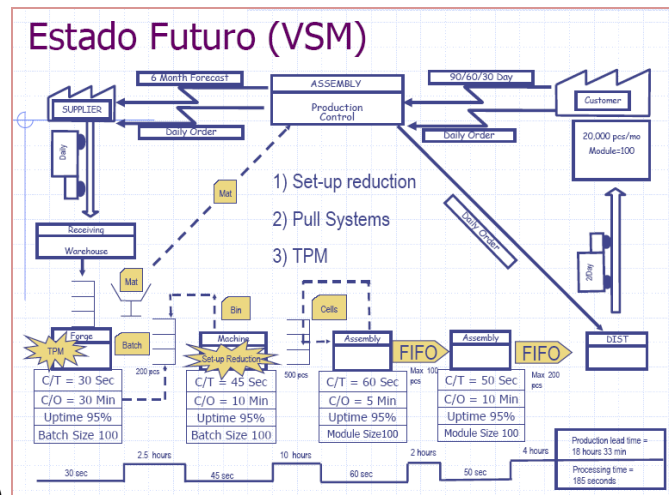 Estado Futuro (VSM)
6 Month Forecast
ASSEMBLY
Production
Control
90/60/30 Day
SUPPLIER
Customer
Daily Order
Daily Order
20,000 pcs/mo
Module=100
Daily
Mat
1) Set-up reduction
2) Pull Systems
3) TPM
Daily Order
Receiving
Warehouse
2/Day
Mat
Bin
Cells
Forge
TPM
Batch
200 pcs
Set-up Reduction
500 pcs
Assembly
FIFO
Max 100
pcs
Assembly
FIFO
Max 200
pcs
DIST
C/T = 30 Sec
C/O = 30 Min
Uptime 95%
Batch Size 100
C/T = 45 Sec
C/O = 10 Min
Uptime 95%
Batch Size 100
C/T = 60 Sec
C/O = 5 Min
Uptime 95%
Module Size100
C/T = 50 Sec
C/O = 10 Min
Uptime 95%
Module Size 100
30 sec
2.5 hours
45 sec
10 hours
60 sec
2 hours
50 sec
4 hours
Production lead time =
18 hours 33 min
Processing time =
185 seconds